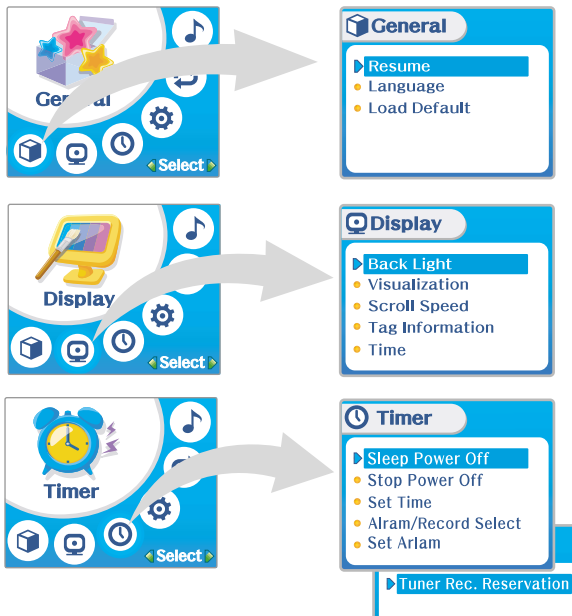 General
Select
General
Resume
Language
Load Default
Display
Select
Display
Back Light
Visualization
Scroll Speed
Tag Information
Time
Timer
Select
Timer
Sleep Power Off
Stop Power Off
Set Time
Alram/Record Select
Set Arlam
Tuner Rec. Reservation